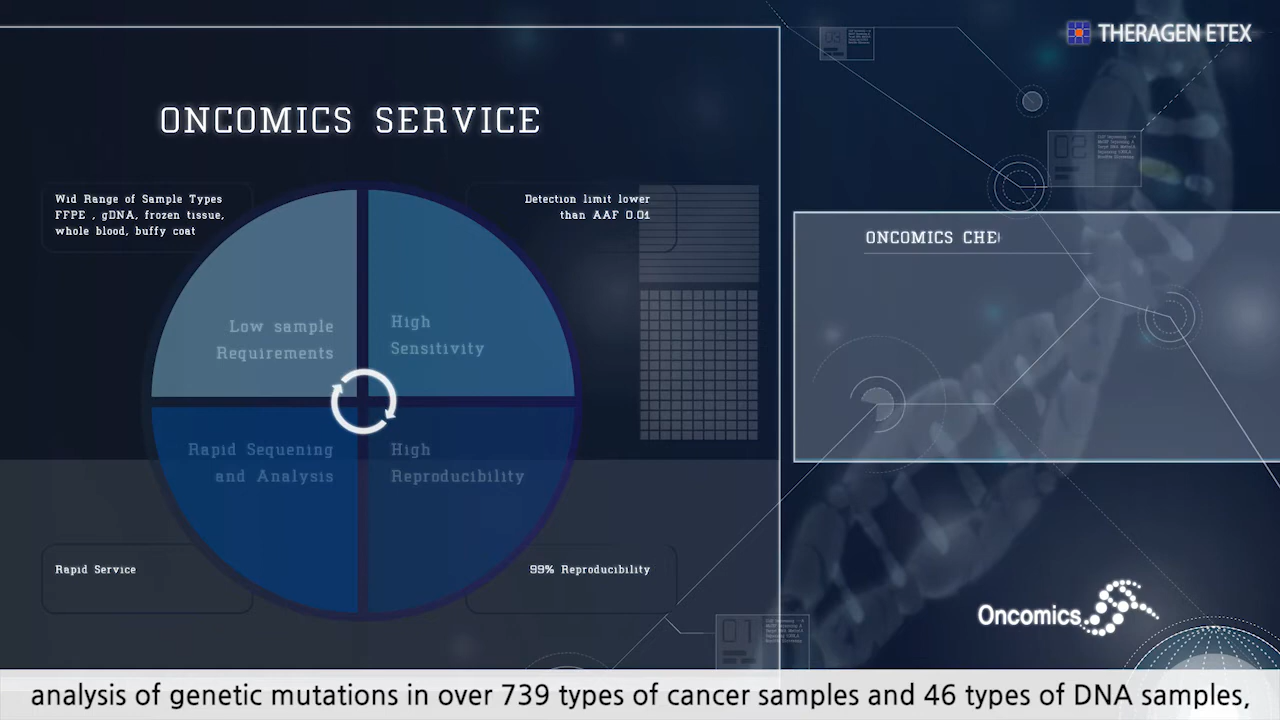 THERAGEN ETEX
ONCOMICS SERVICE
Wid Range of Sample Types
FFPE , gDNA, frozen tissue,
whole blood, buffy coat
Detection limit lower
than AAF 0.01
Low sample
Requirements
High
Sensitivity
Rapid Sequening
and Analysis
High
Reproducibility
Rapid Service
99% Reproducibility
02
ONCOMICS CHE
Oncomics
01
analysis of genetic mutations in over 739 types of cancer samples and 46 types of DNA samples,